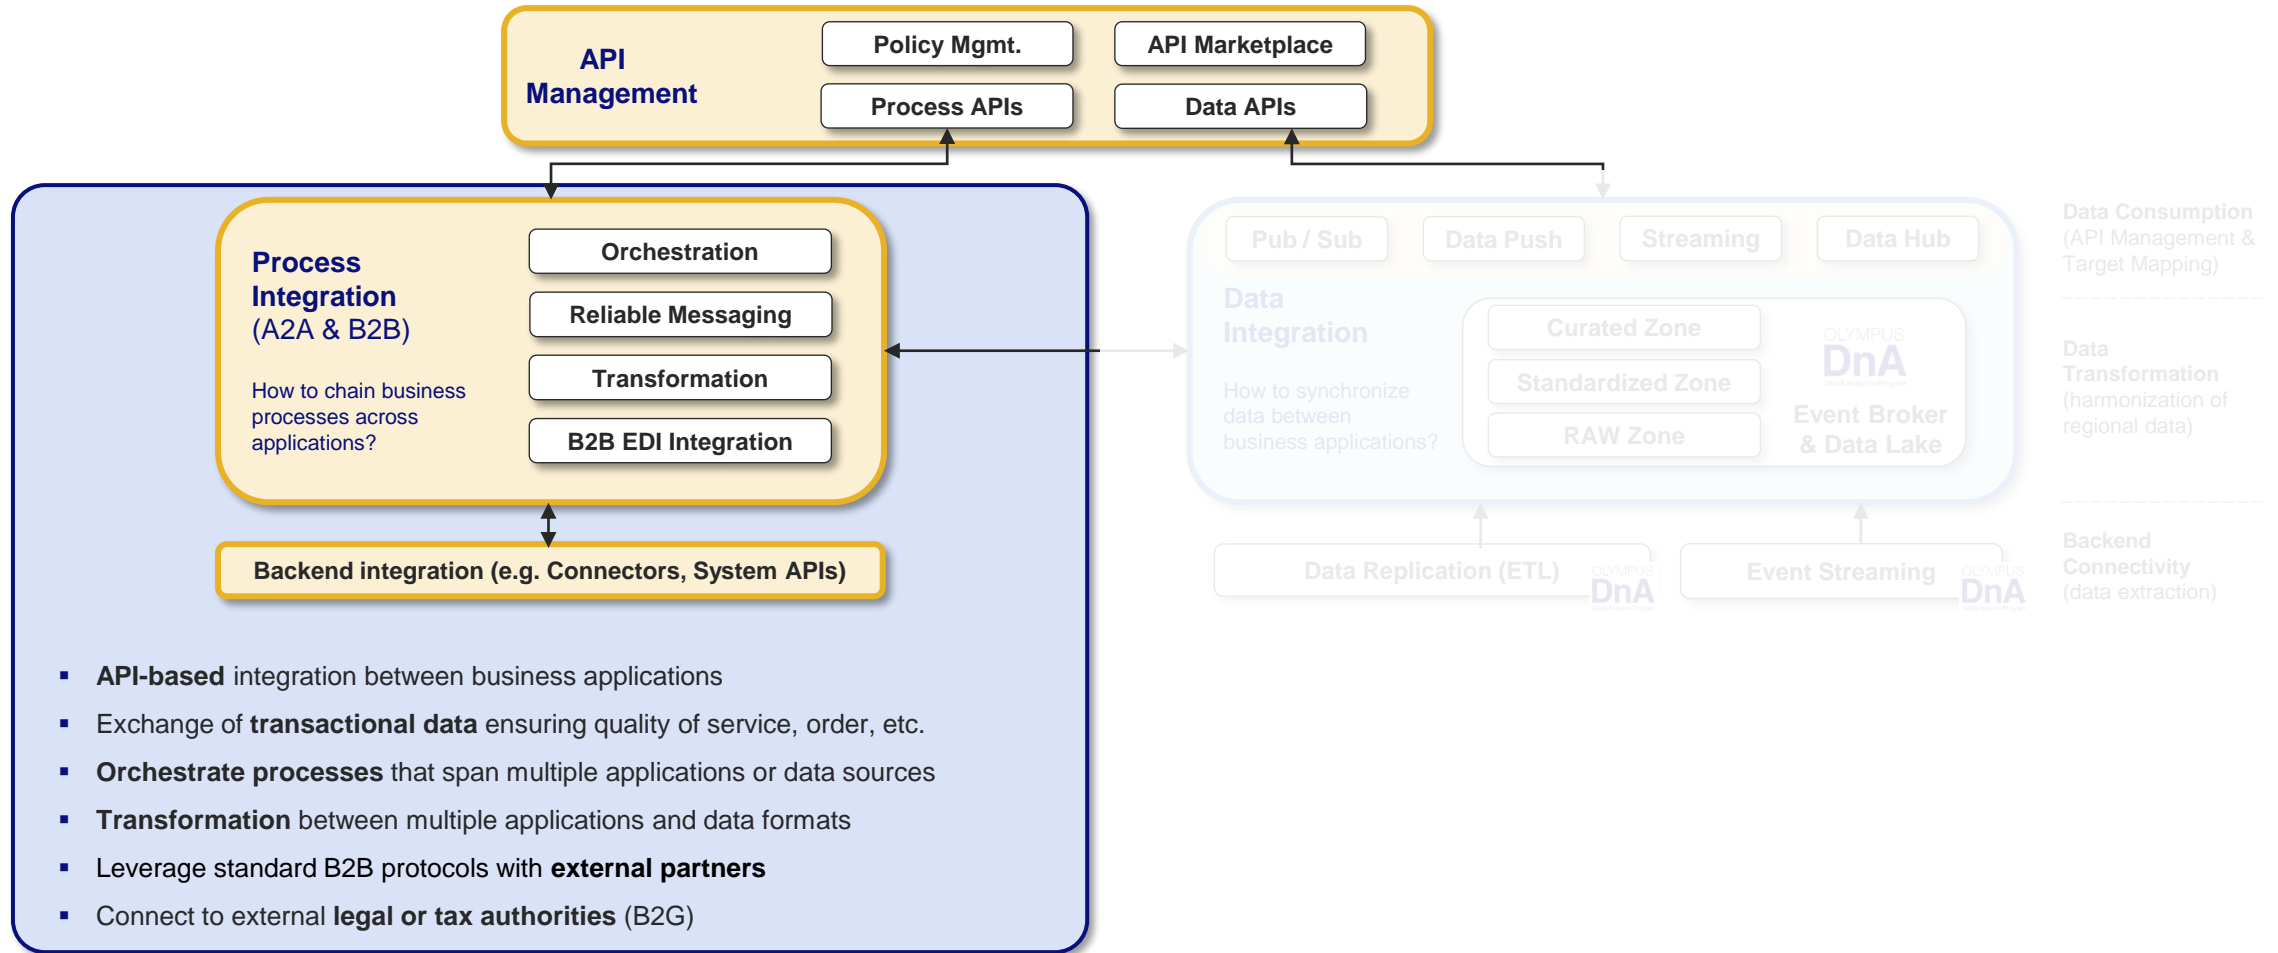 API
Management
Policy Mgmt.
API Marketplace
Process APIs
Data APIs
Process
Integration
(A2A & B2B)
How to chain business
processes across
applications?
Orchestration
Reliable Messaging
Transformation
B2B EDI Integration
Backend integration (e.g. Connectors, System APIs)
▪ API-based integration between business applications
▪ Exchange of transactional data ensuring quality of service, order, etc.
▪ Orchestrate processes that span multiple applications or data sources
▪ Transformation between multiple applications and data formats
▪ Leverage standard B2B protocols with external partners
▪ Connect to external legal or tax authorities (B2G)
Pub / Sub
Data Push
Streaming
Data Hub
Data
Integration
How to synchronize
data between
business applications?
Curated Zone
Standardized Zone
RAW Zone
OLYMPUS
DnA
Event Broker
& Data Lake
Data Replication (ETL)
OLYMPUS
DnA
Event Streaming
OLYMPUS
DnA
Data Consumption
(API Management &
Target Mapping)
Data
Transformation
(harmonization of
regional data)
Backend
Connectivity
(data extraction)